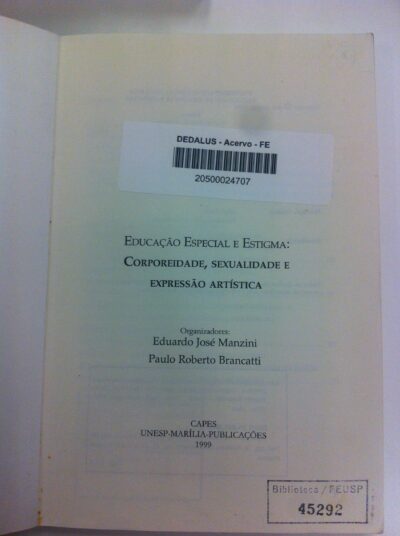 DEDALUS - Acervo - FE
20500024707
EDUCAÇÃO ESPECIAL E ESTIGMA:
CORPOREIDADE, SEXUALIDADE E
EXPRESSÃO ARTÍSTICA
Organizadores:
Eduardo José Manzini
Paulo Roberto Brancatti
CAPES
UNESP-MARÍLIA-PUBLICAÇÕES
1999
Biblioteca / FEUSP
45292